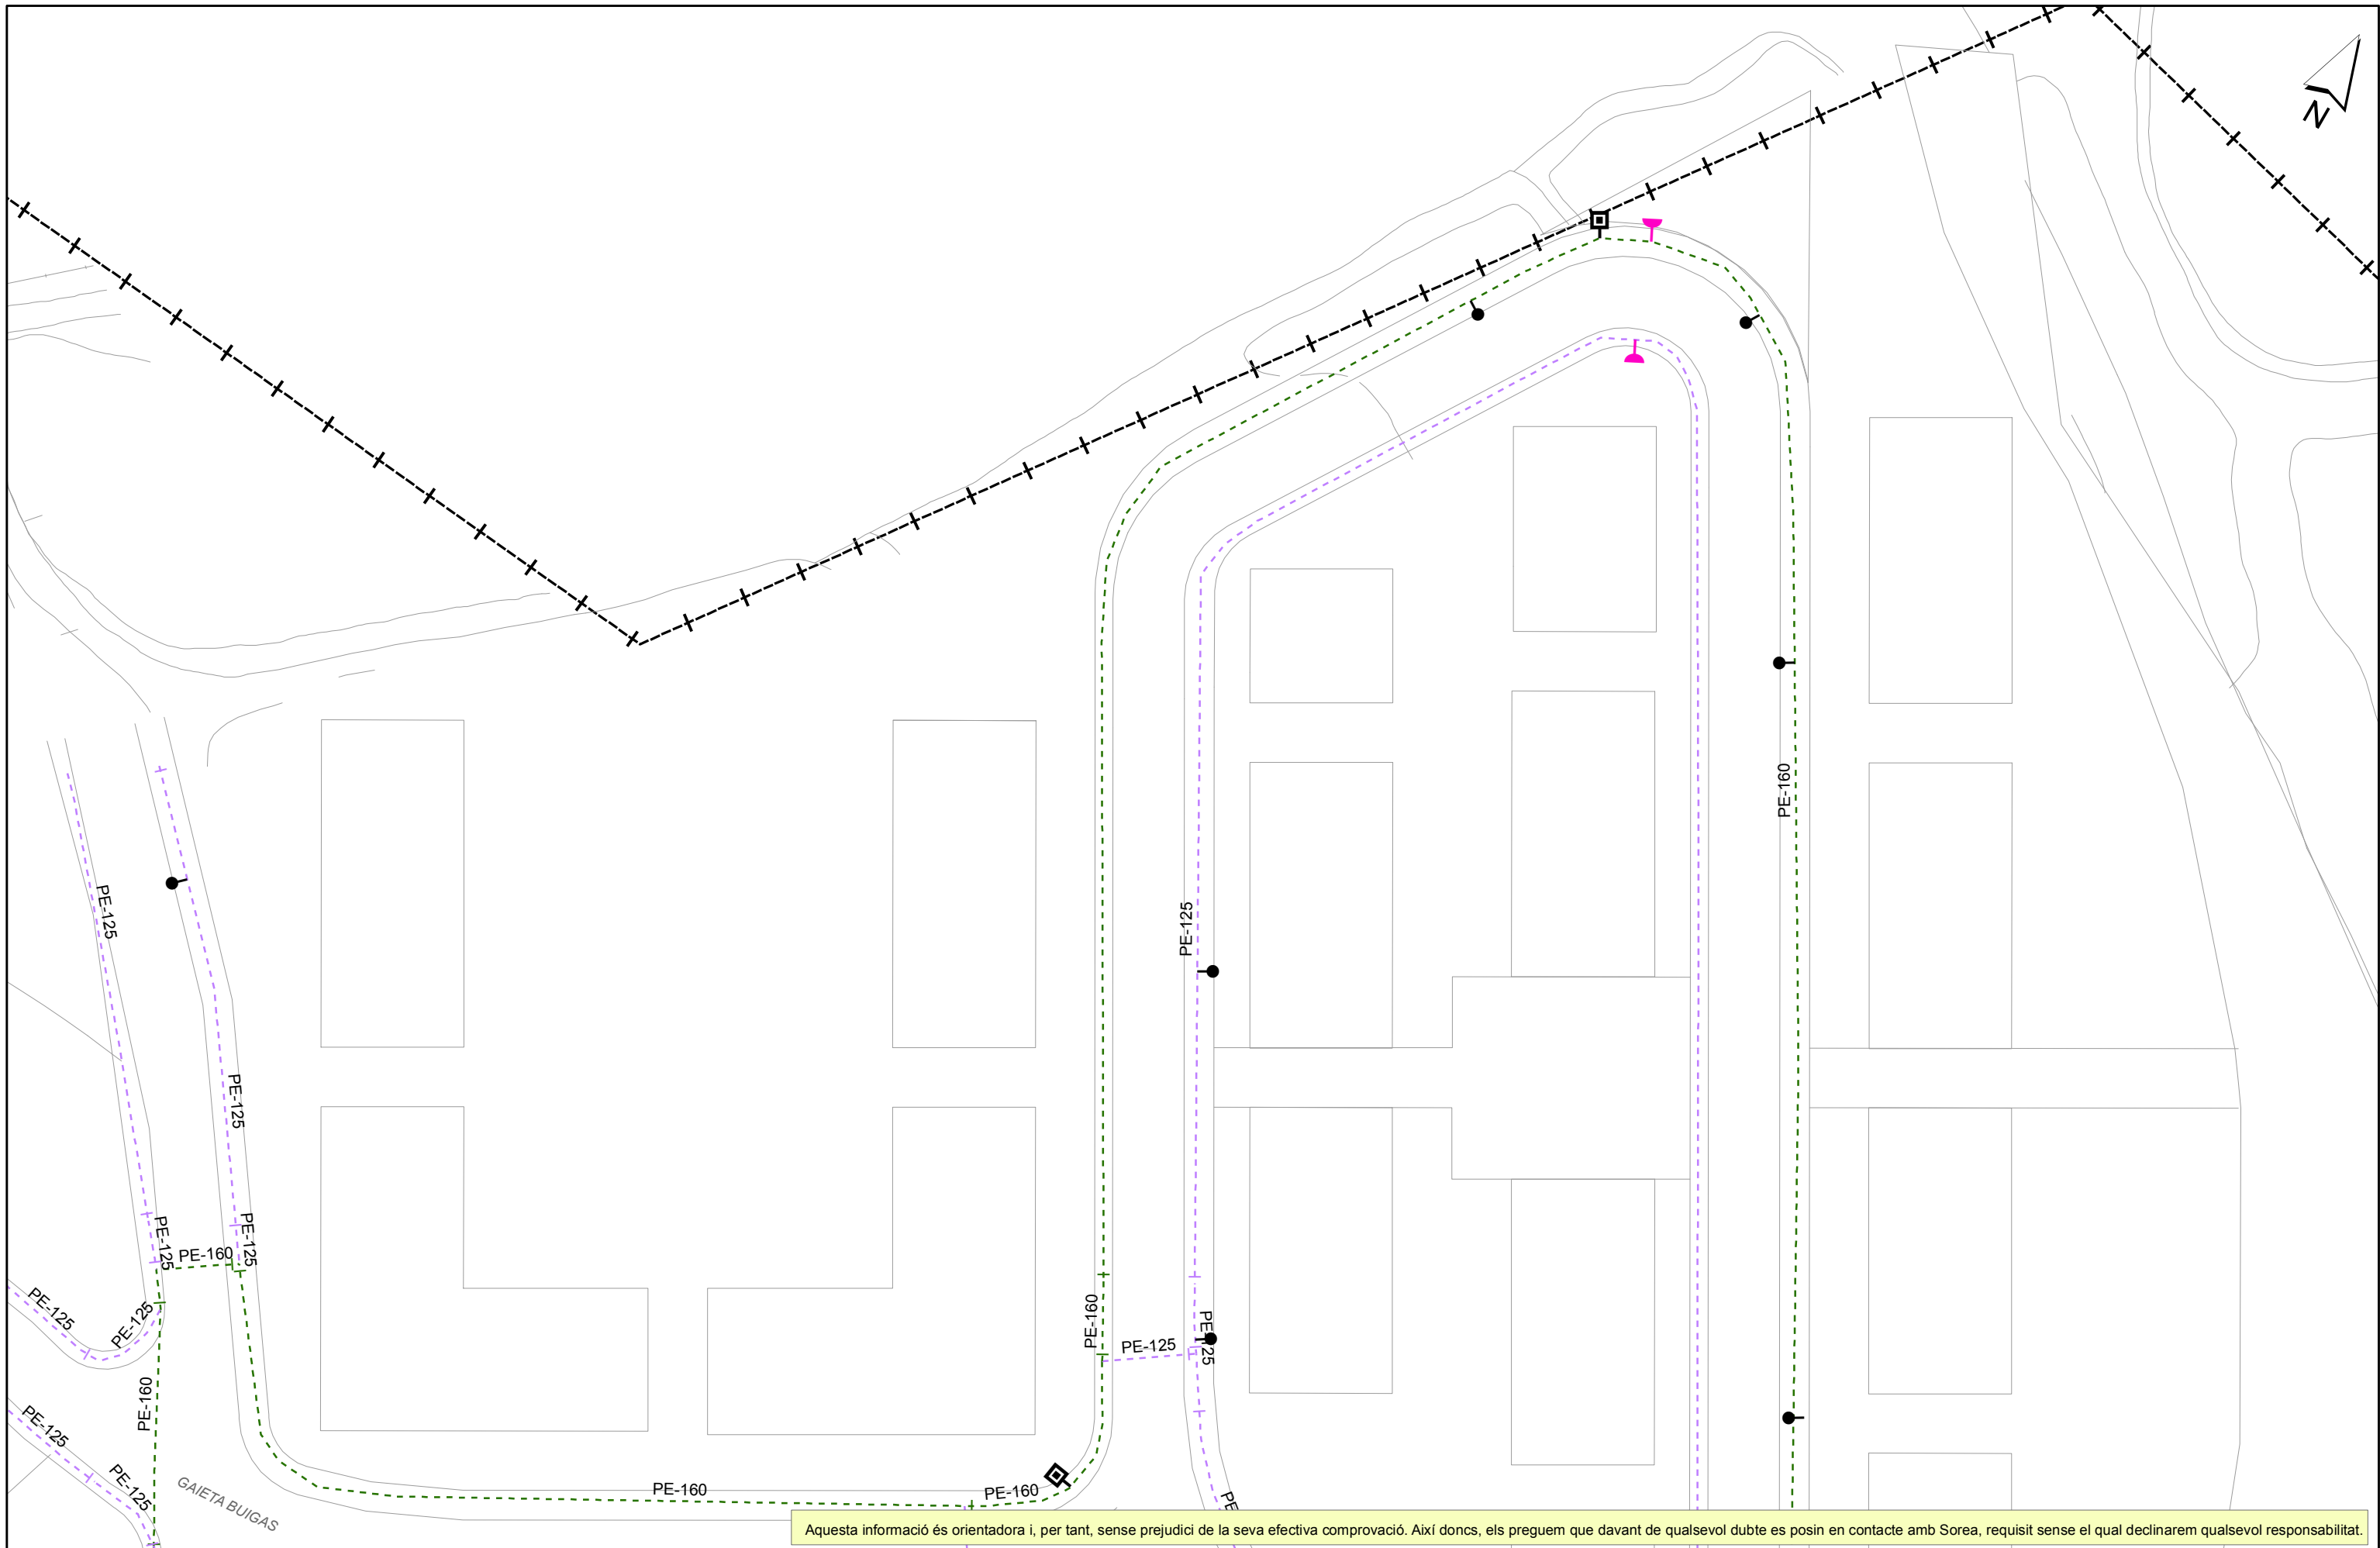 N
PE-160
PE-125
PE-125
PE-125
PE-125
PE-125
PE-160
PE-125
PE-125
PE-160
PE-125
PE-125
PE-160
PE-125
PE-125
GAIETA BUIGAS
PE-160
PE-160
Aquesta informació és orientadora i, per tant, sense prejudici de la seva efectiva comprovació. Així doncs, els preguem que davant de qualsevol dubte es posin en contacte amb Sorea, requisit sense el qual declinarem qualsevol responsabilitat.